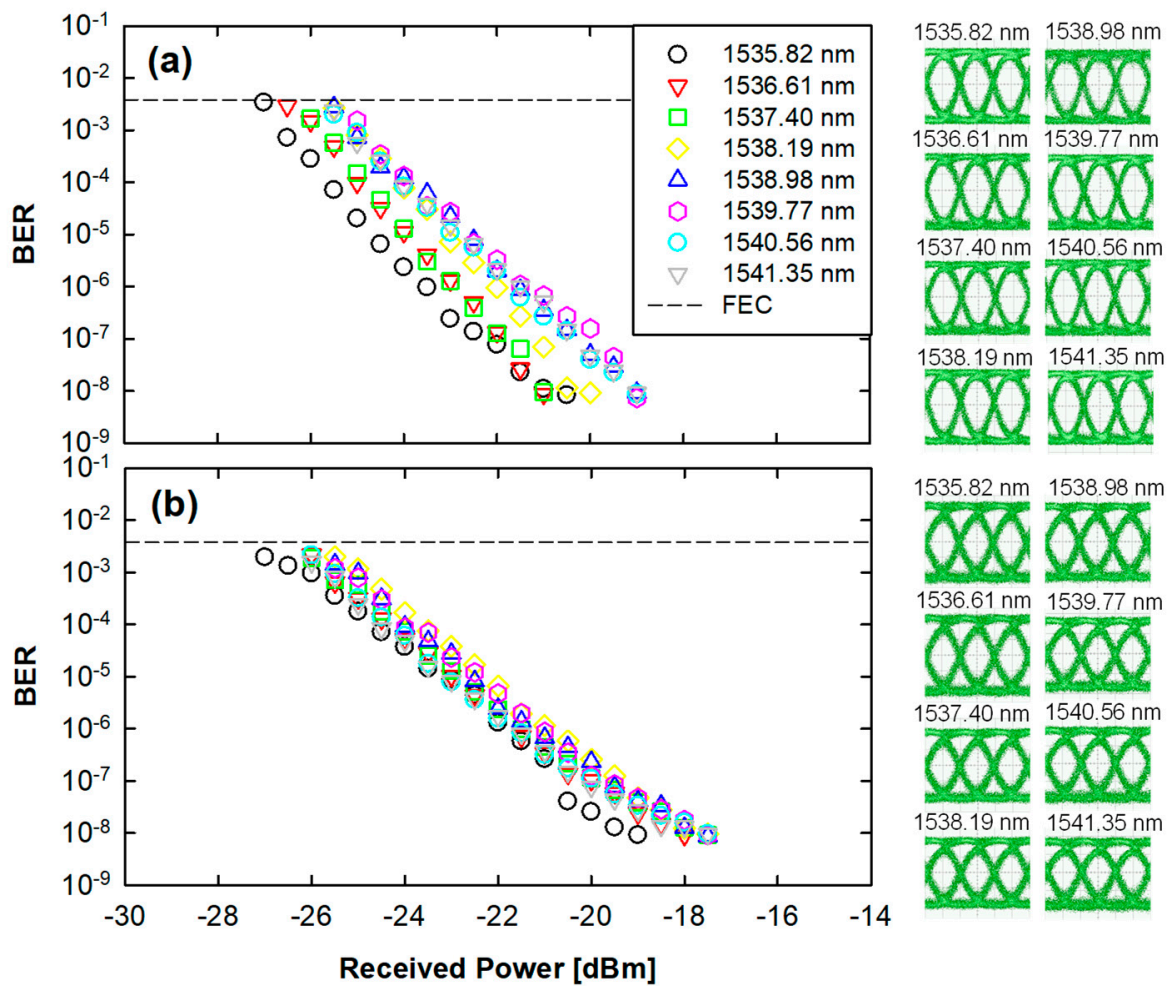 10-1
10-2
10-3
10-4
10-5
10-6
10-7
10-8
10-9
BER
(a)
1535.82 nm
1536.61 nm
1537.40 nm
1538.19 nm
1538.98 nm
1539.77 nm
1540.56 nm
1541.35 nm
FEC
1535.82 nm 1538.98 nm
1536.61 nm 1539.77 nm
1537.40 nm 1540.56 nm
1538.19 nm 1541.35 nm
10-1
10-2
10-3
10-4
10-5
10-6
10-7
10-8
10-9
BER
(b)
1535.82 nm 1538.98 nm
1536.61 nm 1539.77 nm
1537.40 nm 1540.56 nm
1538.19 nm 1541.35 nm
-30 -28 -26 -24 -22 -20 -18 -16 -14
Received Power [dBm]